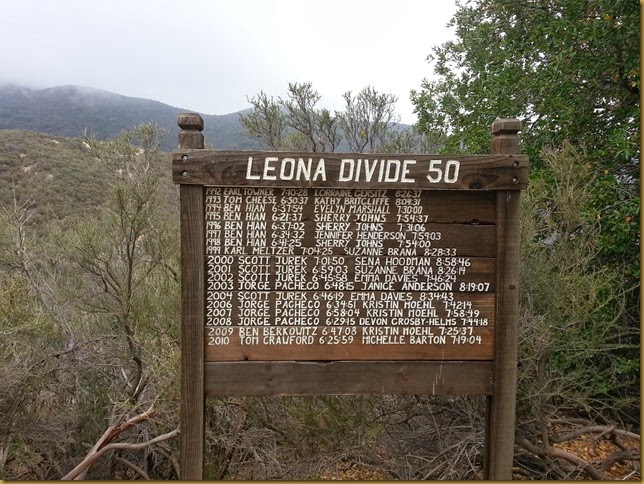 LEONA DIVIDE 50
1992 EARL TOWNER 7:10:28 LORRAINE GERSITZ 8:26:37
1993 TOM CHEESE 6:50:37 KATHY BRITCLIFFE 8:04:31
1994 BEN HIAN 6:37:54 EVELYN MARSHALL 7:30:00
1995 BEN HIAN 6:21:37 SHERRY JOHNS 7:54:37
1996 BEN HIAN 6:37:02 SHERRY JOHNS 7:31:06
1997 BEN HIAN 6:34:32 JENNIFER HENDERSON 7:59:03
1998 BEN HIAN 6:41:25 SHERRY JOHNS 7:54:00
1999 KARL MELTZER 7:04:25 SUZANNE BRANA 8:28:33
2000 SCOTT JUREK 7:01:50 SENA HOODMAN 8:58:46
2001 SCOTT JUREK 6:59:03 SUZANNE BRANA 8:26:14
2002 SCOTT JUREK 6:45:58 EMMA DAVIES 7:46:24
2003 JORGE PACHECO 6:48:15 JANICE ANDERSON 8:19:07
2004 SCOTT JUREK 6:46:19 EMMA DAVIES 8:34:43
2006 JORGE PACHECO 6:34:51 KRISTIN MOEHL 7:42:14
2007 JORGE PACHECO 6:58:04 KRISTIN MOEHL 7:58:49
2008 JORGE PACHECO 6:29:15 DEVON CROSBY-HELMS 7:44:48
2009 BEN BERKOWITZ 6:47:03 KRISTIN MOEHL 7:25:37
2010 TOM CRAWFORD 6:25:59 MICHELLE BARTON 7:19:04